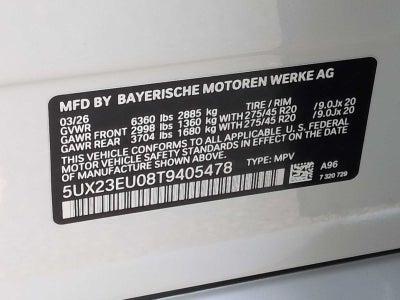 MFD BY BAYERISCHE MOTOREN WERKE AG
03/26 TIRE / RIM
GVWR 6360 lbs 2885 kg
GAWR FRONT 2998 lbs 1360 kg 275/45 R20 / 9.0Jx 20
GAWR REAR 3704 lbs 1680 kg 275/45 R20 / 9.0Jx 20
THIS VEHICLE CONFORMS TO ALL APPLICABLE FEDERAL
MOTOR VEHICLE SAFETY AND THEFT PREVENTION STANDARDS IN
EFFECT ON THE DATE OF MANUFACTURE SHOWN ABOVE.
5UX23EU08T9405478 TYPE: MPV
A96
7 320 729